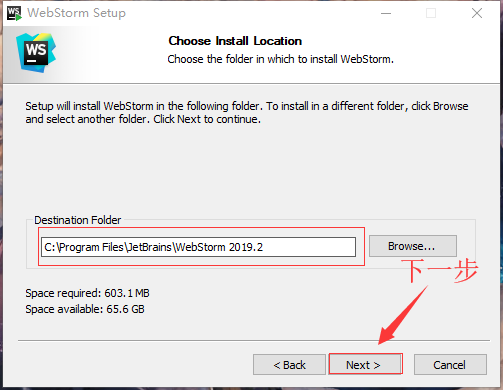 WebStorm Setup
WS
Choose Install Location
Choose the folder in which to install WebStorm.
Setup will install WebStorm in the following folder. To install in a different folder, click Browse
and select another folder. Click Next to continue.
Destination Folder
C:\Program Files\JetBrains\WebStorm 2019.2
Browse...
下一步
Space required: 603.1 MB
Space available: 65.6 GB
< Back
Next >
Cancel